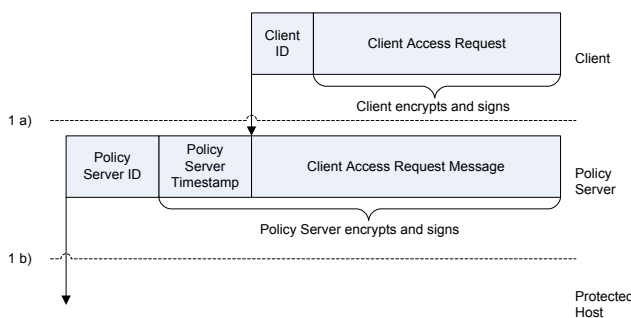 Client
ID
Client Access Request
Client
Client encrypts and signs
1 a)
Policy
Server ID
Policy
Server
Timestamp
Client Access Request Message
Policy
Server
Policy Server encrypts and signs
1 b)
Protected
Host